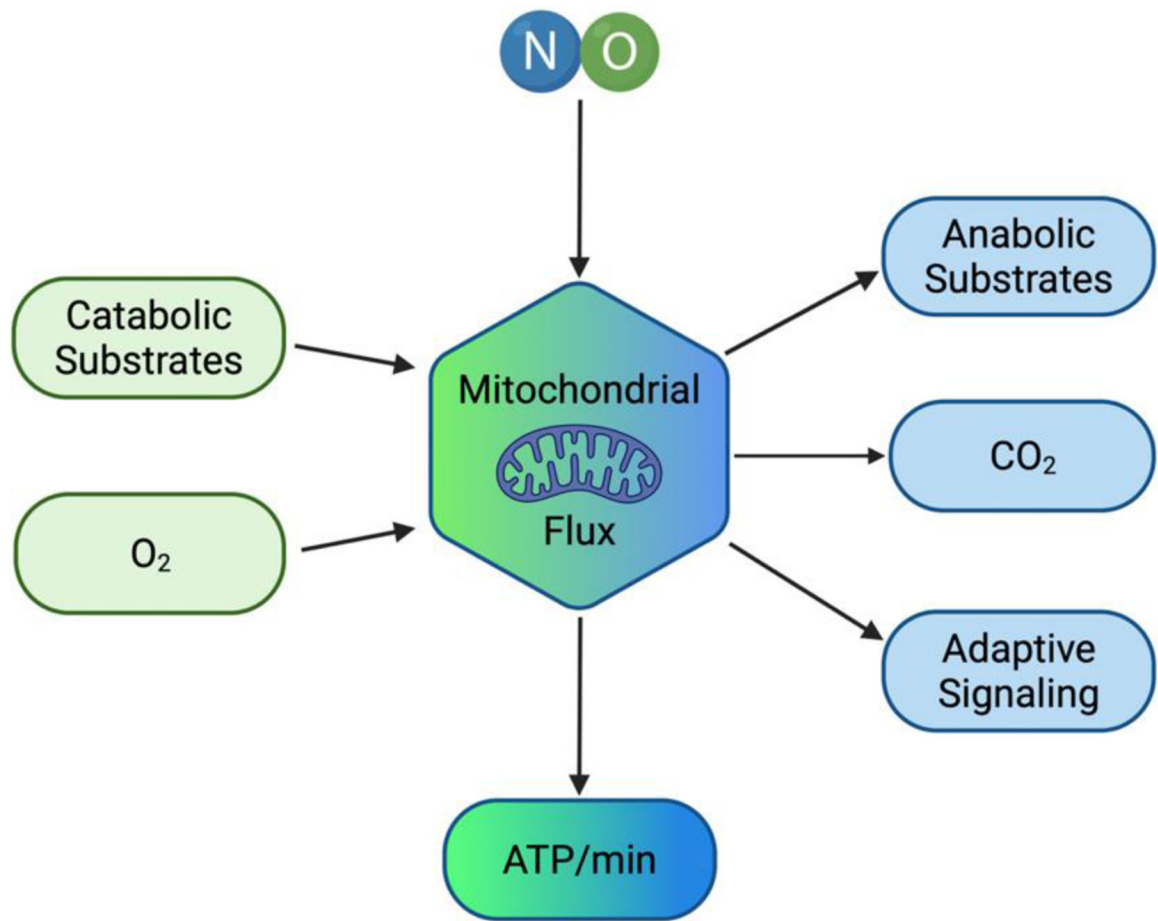 N O
Catabolic
Substrates
O₂
Mitochondrial
Flux
Anabolic
Substrates
CO₂
Adaptive
Signaling
ATP/min